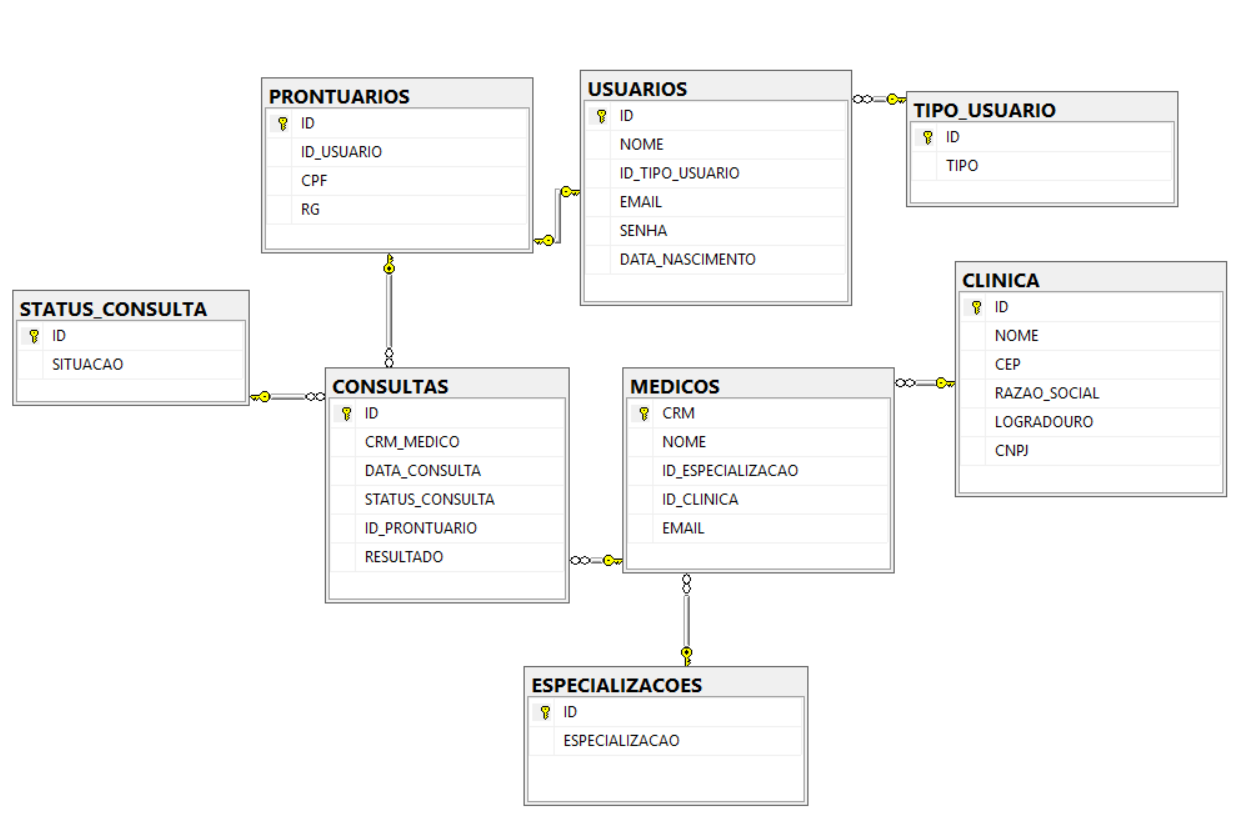 PRONTUARIOS
ID
ID_USUARIO
CPF
RG
USUARIOS
ID
NOME
ID_TIPO_USUARIO
EMAIL
SENHA
DATA_NASCIMENTO
TIPO_USUARIO
ID
TIPO
STATUS_CONSULTA
ID
SITUACAO
CONSULTAS
ID
CRM_MEDICO
DATA_CONSULTA
STATUS_CONSULTA
ID_PRONTUARIO
RESULTADO
MEDICOS
CRM
NOME
ID_ESPECIALIZACAO
ID_CLINICA
EMAIL
CLINICA
ID
NOME
CEP
RAZAO_SOCIAL
LOGRADOURO
CNPJ
ESPECIALIZACOES
ID
ESPECIALIZACAO